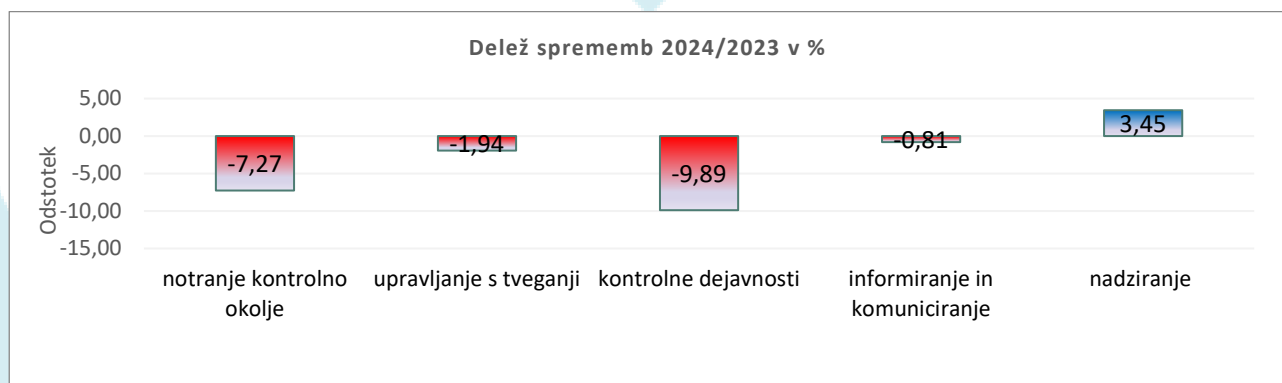 Delež sprememb 2024/2023 v %
Odstotek
5,00
0,00
-5,00
-10,00
-15,00
-7,27
-1,94
-9,89
-0,81
3,45
notranje kontrolno
okolje
upravljanje s tveganji
kontrolne dejavnosti
informiranje in
komuniciranje
nadziranje